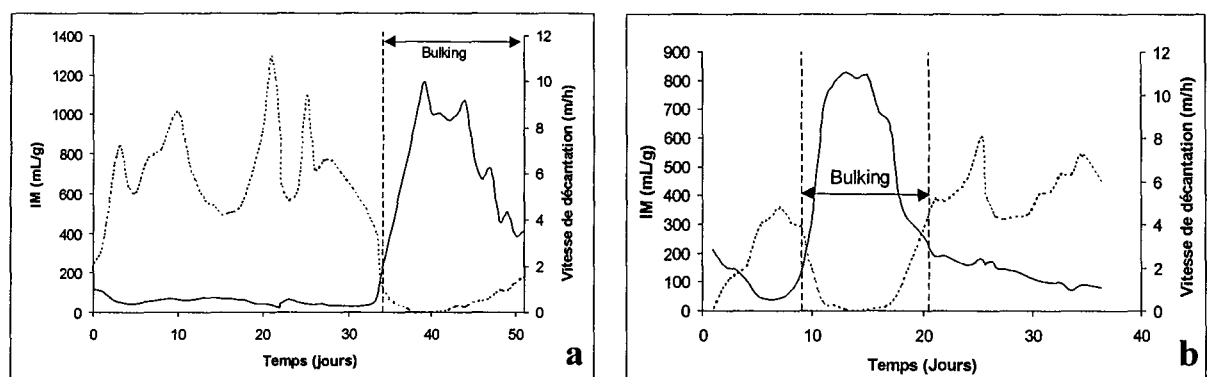 Bulking
IM (mL/g)
1400
1200
1000
800
600
400
200
0
0 10 20 30 40 50
Temps (jours)
12
10
8
6
4
2
0
Vitesse de décantation (m/h)
a
Bulking
IM (mL/g)
900
800
700
600
500
400
300
200
100
0
0 10 20 30 40
Temps (Jours)
12
10
8
6
4
2
0
Vitesse de décantation (m/h)
b